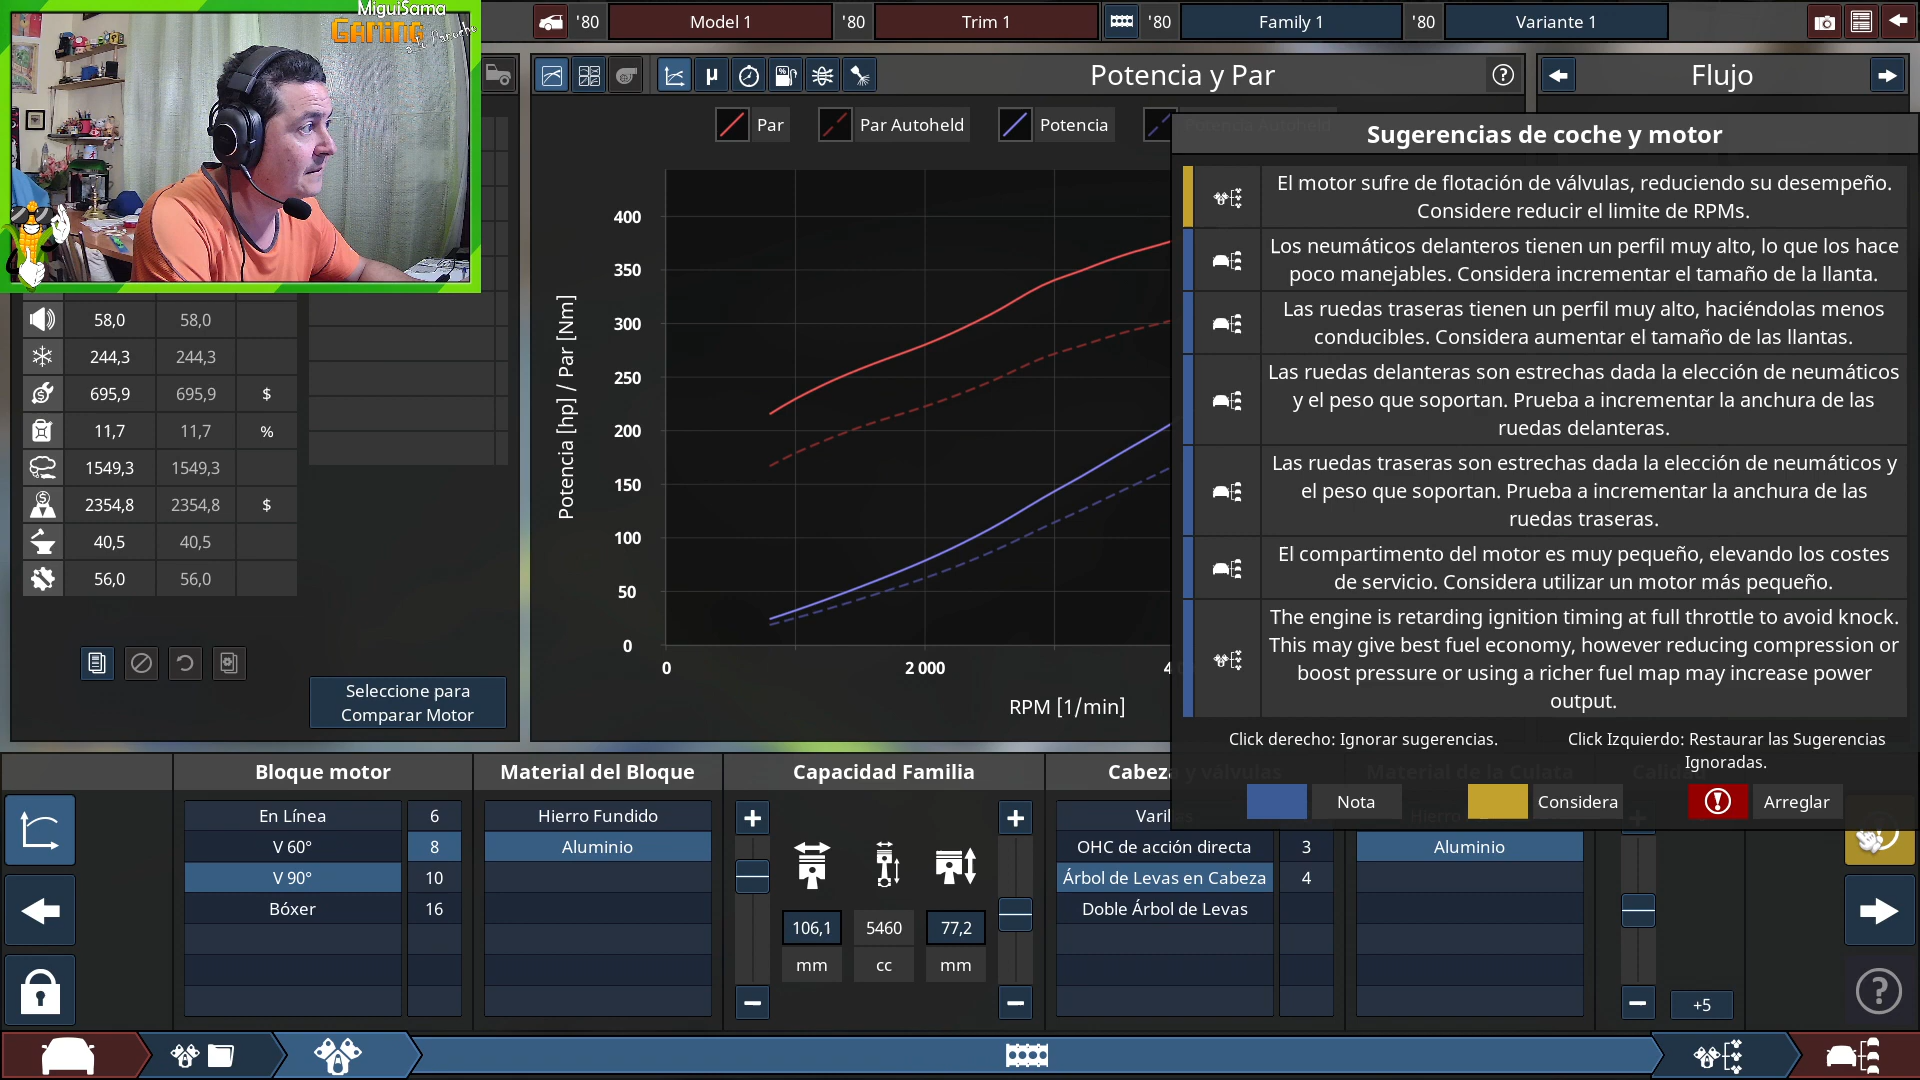 MiguiSama
GAMING
a la Panocha
'80
Model 1
'80
Trim 1
'80
Family 1
'80
Variante 1
Potencia y Par
Flujo
Par
Par Autoheld
Potencia
Sugerencias de coche y motor
El motor sufre de flotación de válvulas, reduciendo su desempeño.
Considere reducir el limite de RPMs.
Los neumáticos delanteros tienen un perfil muy alto, lo que los hace
poco manejables. Considera incrementar el tamaño de la llanta.
Las ruedas traseras tienen un perfil muy alto, haciéndolas menos
conducibles. Considera aumentar el tamaño de las llantas.
Las ruedas delanteras son estrechas dada la elección de neumáticos
y el peso que soportan. Prueba a incrementar la anchura de las
ruedas delanteras.
Las ruedas traseras son estrechas dada la elección de neumáticos y
el peso que soportan. Prueba a incrementar la anchura de las
ruedas traseras.
El compartimento del motor es muy pequeño, elevando los costes
de servicio. Considera utilizar un motor más pequeño.
The engine is retarding ignition timing at full throttle to avoid knock.
This may give best fuel economy, however reducing compression or
boost pressure or using a richer fuel map may increase power
output.
Click derecho: Ignorar sugerencias.
Click Izquierdo: Restaurar las Sugerencias
Ignoradas.
Nota
Considera
Arreglar
58,0 58,0
244,3 244,3
695,9 695,9 $
11,7 11,7 %
1549,3 1549,3
2354,8 2354,8 $
40,5 40,5
56,0 56,0
Seleccione para
Comparar Motor
Potencia [hp] / Par [Nm]
400
350
300
250
200
150
100
50
0
0
2 000
4
RPM [1/min]
Bloque motor
En Línea
V 60°
V 90°
Bóxer
6
8
10
16
Material del Bloque
Hierro Fundido
Aluminio
Capacidad Familia
106,1
5460
77,2
mm
cc
mm
Cabeza y válvulas
Varillas
OHC de acción directa
Árbol de Levas en Cabeza
Doble Árbol de Levas
3
4
Material de la Culata
Hierro
Aluminio
+5